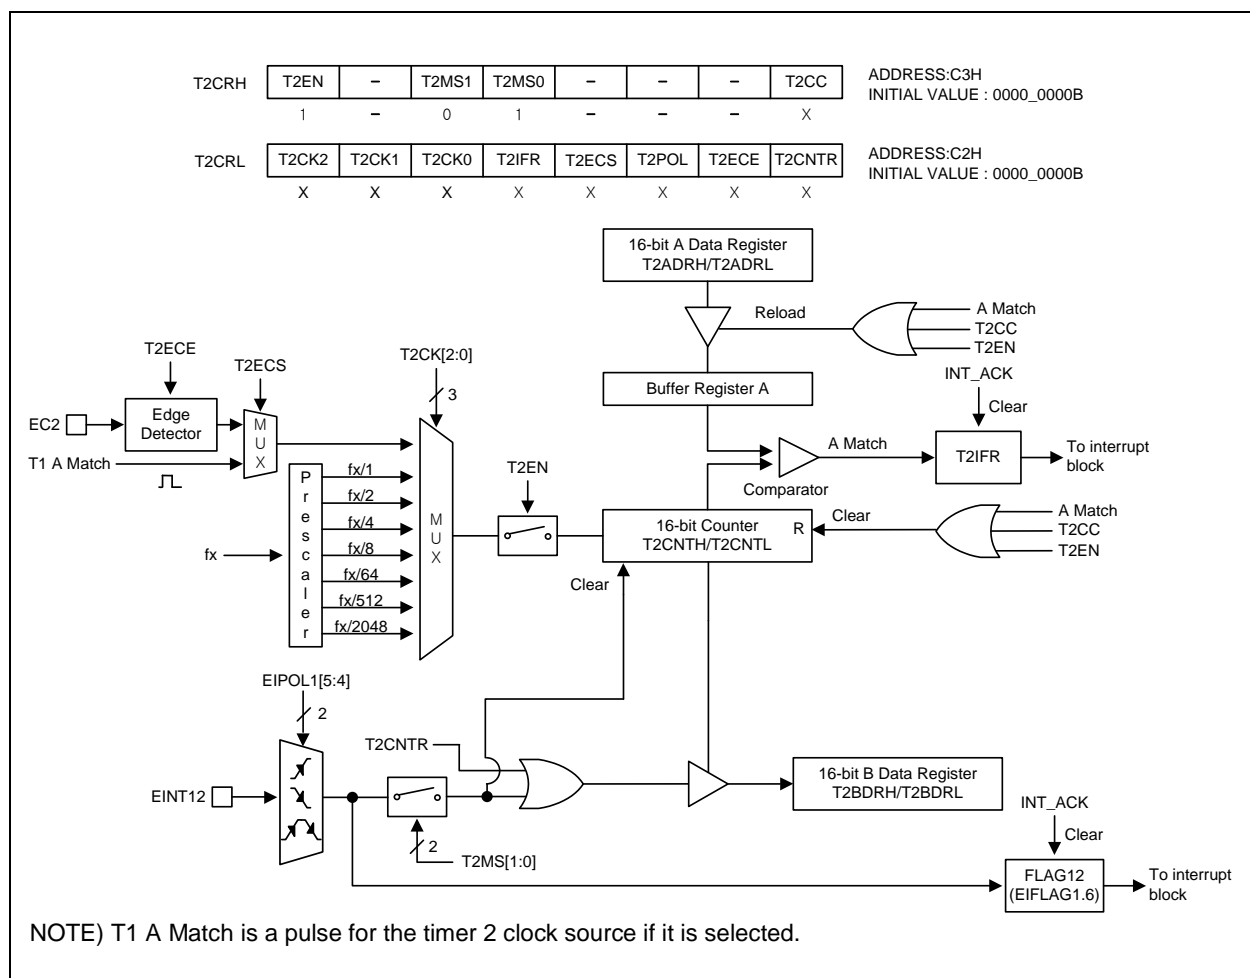 T2CRH T2EN – T2MS1 T2MS0 – – – T2CC ADDRESS:C3H
INITIAL VALUE : 0000_0000B
1 – 0 1 – – – X
T2CRL T2CK2 T2CK1 T2CK0 T2IFR T2ECS T2POL T2ECE T2CNTR ADDRESS:C2H
INITIAL VALUE : 0000_0000B
X X X X X X X X
16-bit A Data Register
T2ADRH/T2ADRL
Reload
A Match
T2CC
T2EN
Buffer Register A
T2ECE
T2ECS
T2CK[2:0]
3
INT_ACK
Clear
EC2
Edge
Detector
MUX
T1 A Match
A Match
T2IFR
To interrupt
block
Comparator
Prescaler
fx
fx/1
fx/2
fx/4
fx/8
fx/64
fx/512
fx/2048
MUX
T2EN
16-bit Counter
T2CNTH/T2CNTL
R
Clear
A Match
T2CC
T2EN
Clear
EIPOL1[5:4]
2
EINT12
T2CNTR
2
T2MS[1:0]
16-bit B Data Register
T2BDRH/T2BDRL
INT_ACK
Clear
FLAG12
(EIFLAG1.6)
To interrupt
block
NOTE) T1 A Match is a pulse for the timer 2 clock source if it is selected.